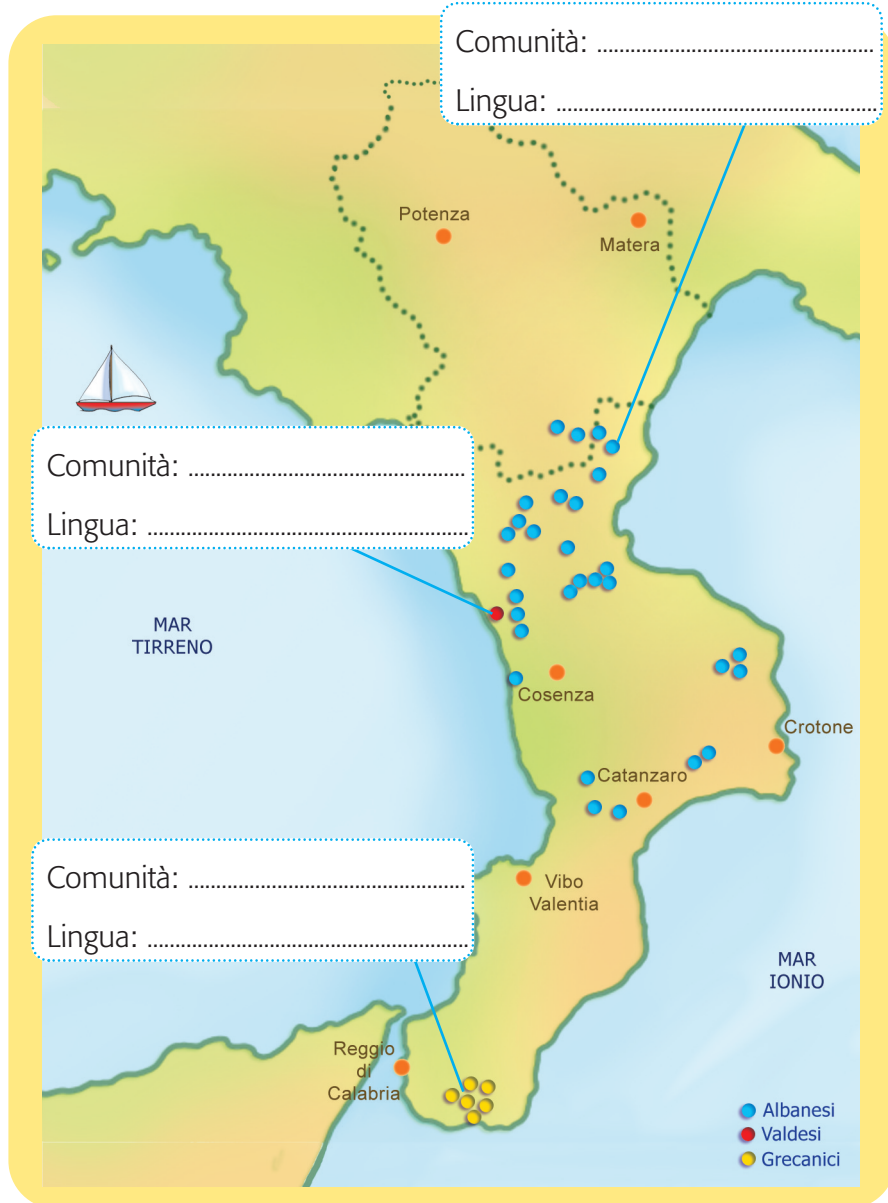 Comunità: ................................................
Lingua: ........................................................
Potenza
Matera
Comunità: ................................................
Lingua: ........................................................
MAR
TIRRENO
Cosenza
Crotone
Catanzaro
Comunità: ................................................
Lingua: ........................................................
Vibo
Valentia
MAR
IONIO
Reggio
di
Calabria
Albanesi
Valdesi
Grecanici